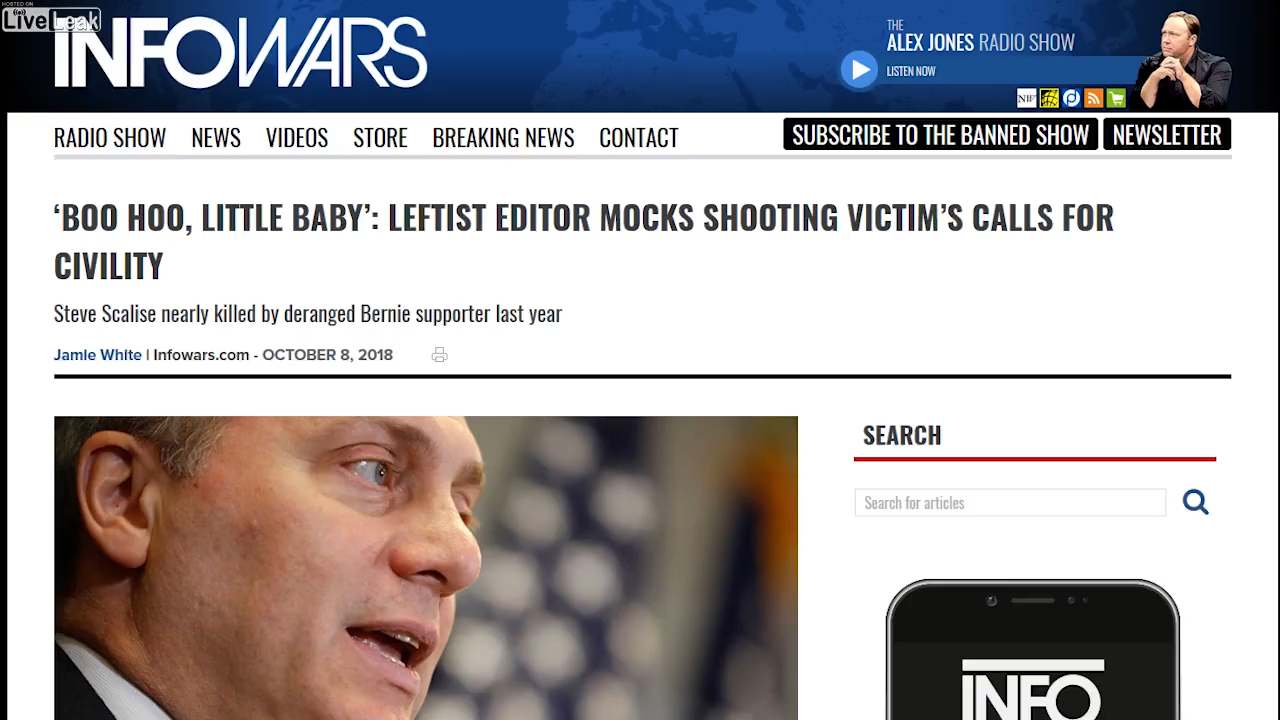 HOSTED ON
LiveLeak
INFOWARS
THE
ALEX JONES RADIO SHOW
LISTEN NOW
NW
RADIO SHOW NEWS VIDEOS STORE BREAKING NEWS CONTACT
SUBSCRIBE TO THE BANNED SHOW NEWSLETTER
‘BOO HOO, LITTLE BABY’: LEFTIST EDITOR MOCKS SHOOTING VICTIM’S CALLS FOR
CIVILITY
Steve Scalise nearly killed by deranged Bernie supporter last year
Jamie White | Infowars.com - OCTOBER 8, 2018
SEARCH
Search for articles
INFO